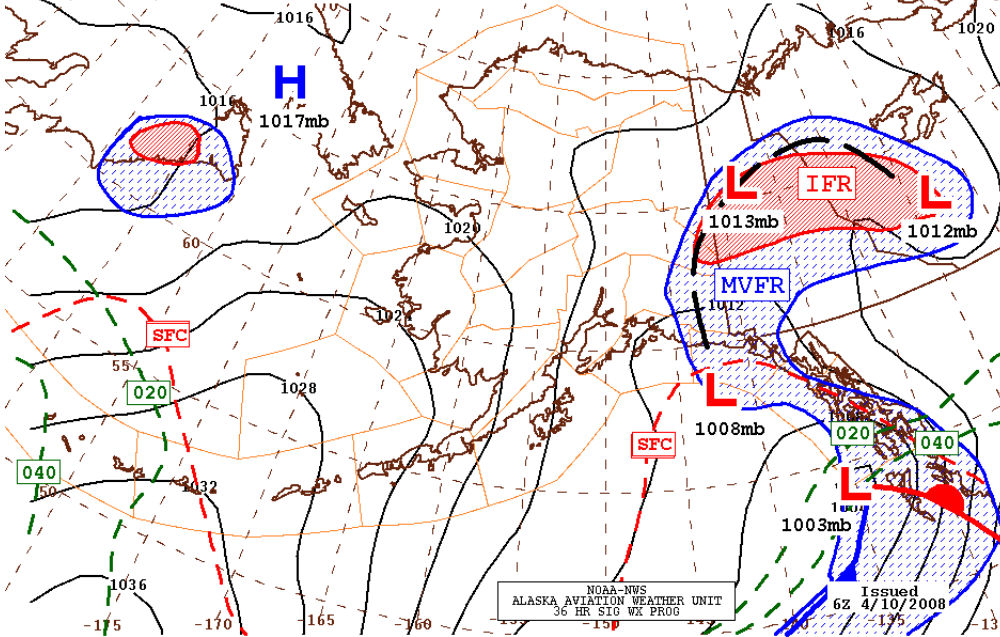 1016
1020
1016
H
1016
1017mb
L
IFR
L
1013mb
1012mb
1020
60
MVFR
1012
1024
SFC
55
020
1028
L
1008mb
020
040
SFC
040
50
1032
L
1003mb
1036
NOAA-NWS
ALASKA AVIATION WEATHER UNIT
36 HR SIG WX PROG
Issued
6Z 4/10/2008
-175
-170
165
-160
-135